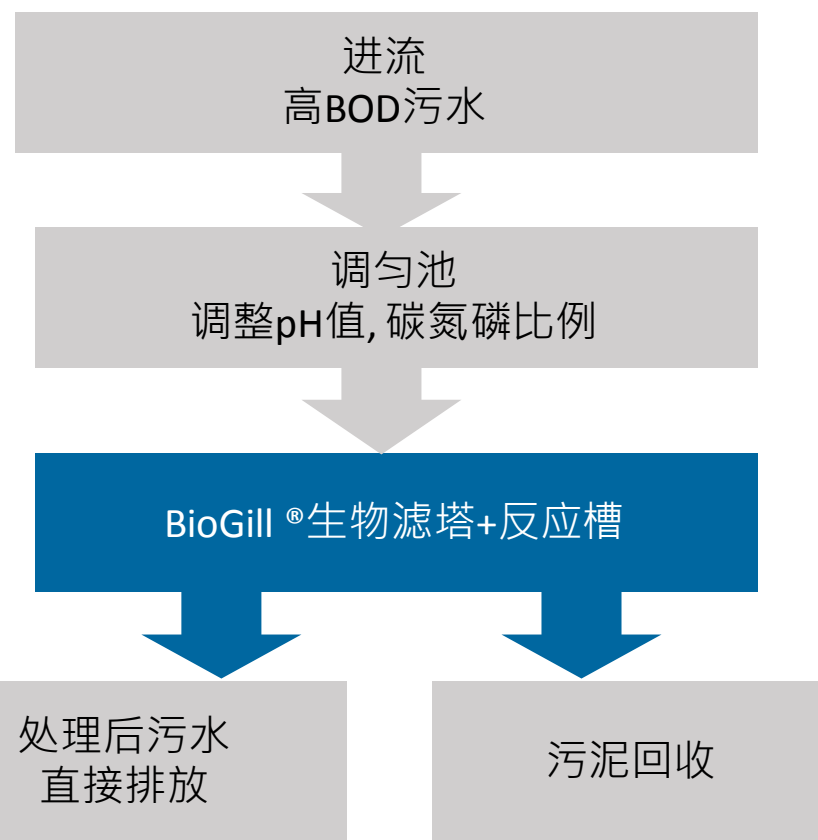 进流
高BOD污水
调匀池
调整pH值, 碳氮磷比例
BioGill ®生物滤塔+反应槽
处理后污水
直接排放
污泥回收